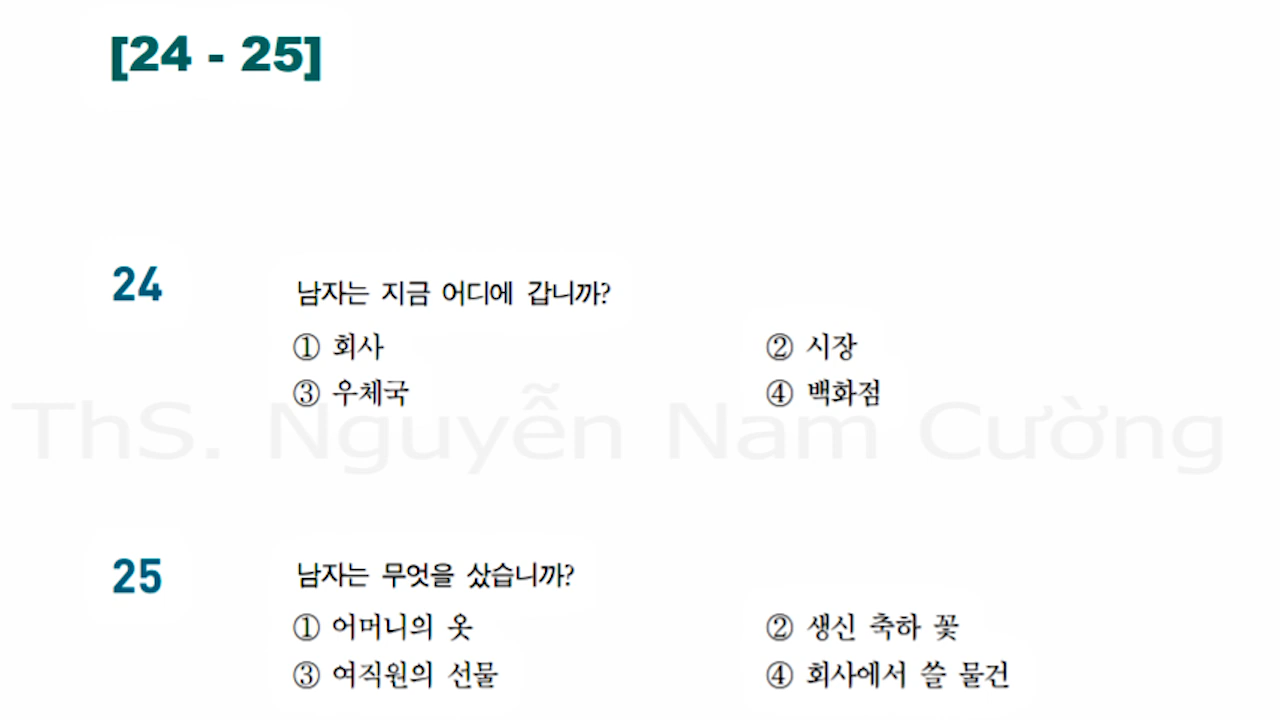 [24 - 25]
24 남자는 지금 어디에 갑니까?
① 회사 ② 시장
③ 우체국 ④ 백화점
ThS. Nguyễn Nam Cường
25 남자는 무엇을 샀습니까?
① 어머니의 옷 ② 생신 축하 꽃
③ 여직원의 선물 ④ 회사에서 쓸 물건